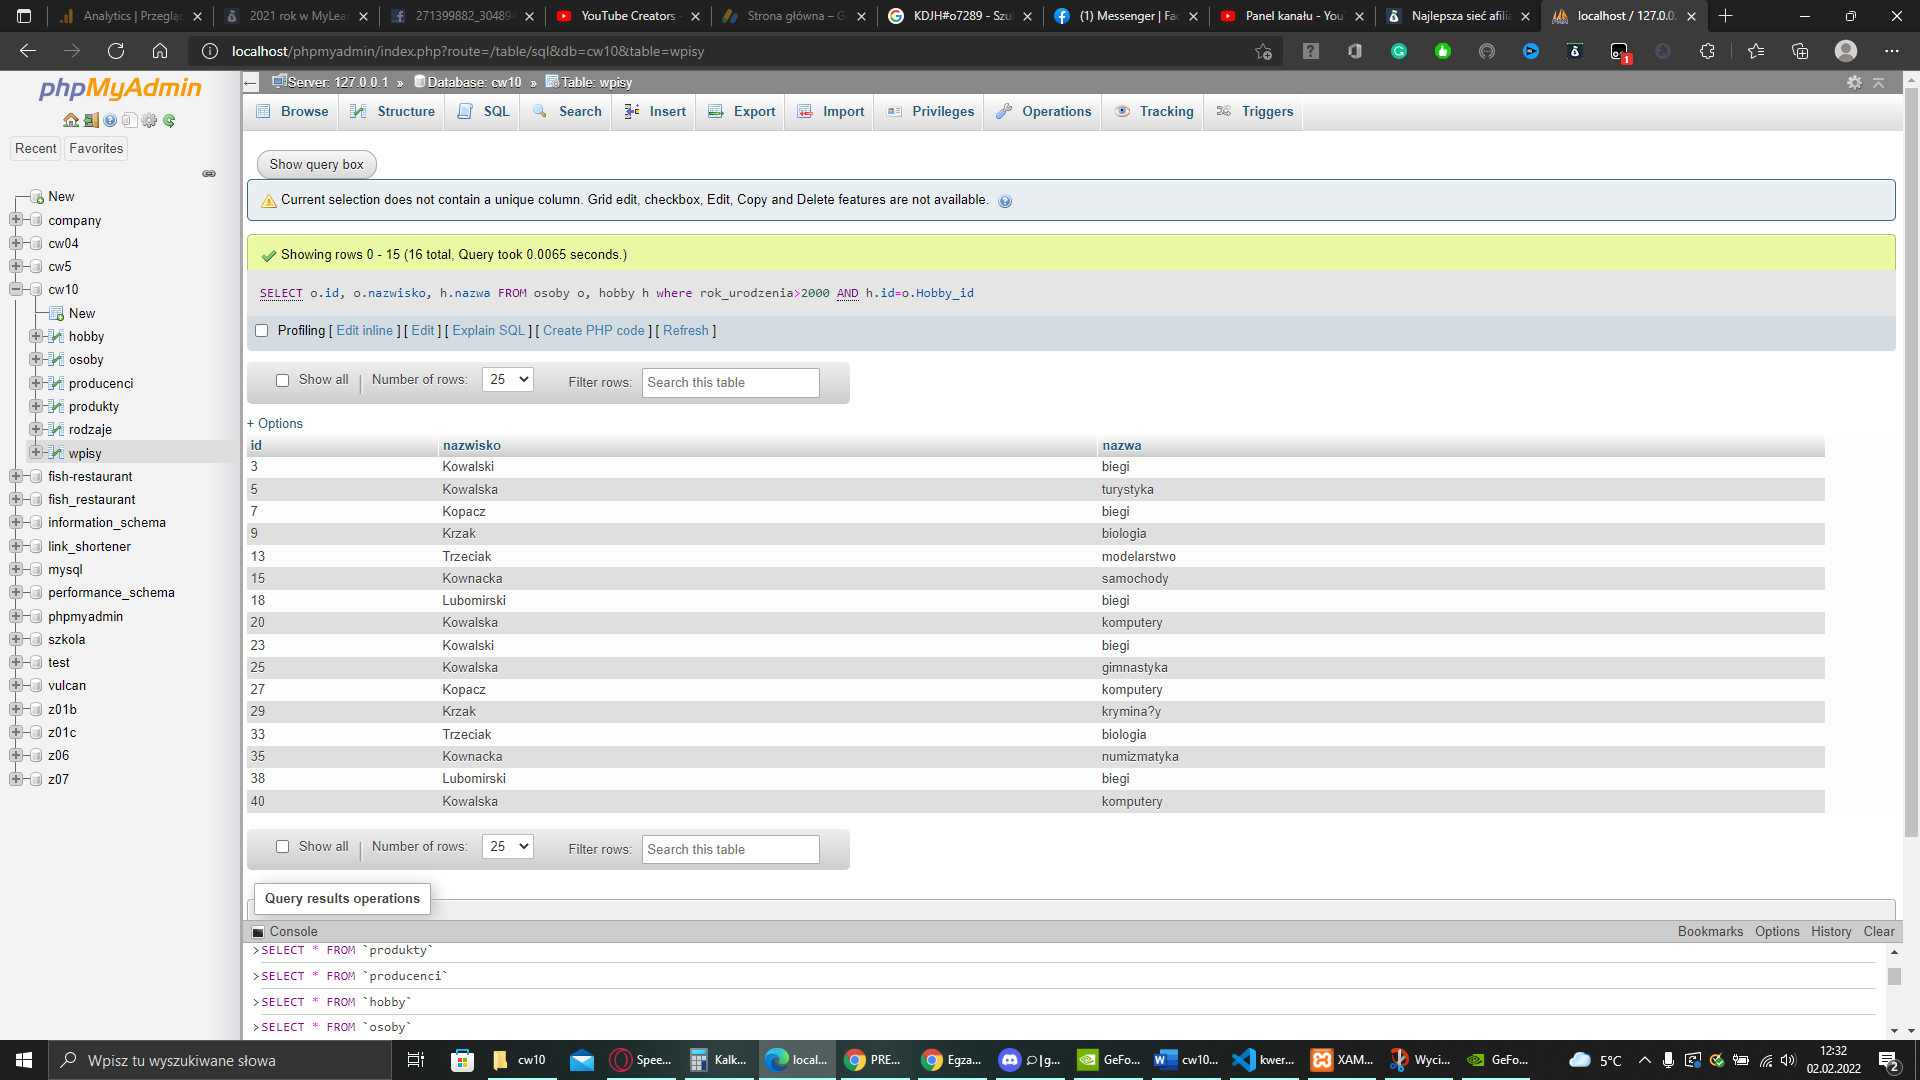 Analytics | Przegląd
2021 rok w MyLead
271399882_304894
YouTube Creators -
Strona główna – G
KDJH#o7289 - Szu
(1) Messenger | Fac
Panel kanału - YouT
Najlepsza sieć afilia
localhost / 127.0.0.
localhost/phpmyadmin/index.php?route=/table/sql&db=cw10&table=wpisy
1
phpMyAdmin
Recent
Favorites
New
company
cw04
cw5
cw10
New
hobby
osoby
producenci
produkty
rodzaje
wpisy
fish-restaurant
fish_restaurant
information_schema
link_shortener
mysql
performance_schema
phpmyadmin
szkola
test
vulcan
z01b
z01c
z06
z07
Server: 127.0.0.1 » Database: cw10 » Table: wpisy
Browse Structure SQL Search Insert Export Import Privileges Operations Tracking Triggers
Show query box
Current selection does not contain a unique column. Grid edit, checkbox, Edit, Copy and Delete features are not available.
Showing rows 0 - 15 (16 total, Query took 0.0065 seconds.)
SELECT o.id, o.nazwisko, h.nazwa FROM osoby o, hobby h where rok_urodzenia>2000 AND h.id=o.Hobby_id
Profiling [ Edit inline ] [ Edit ] [ Explain SQL ] [ Create PHP code ] [ Refresh ]
Show all | Number of rows: 25 Filter rows: Search this table
+ Options
id nazwisko nazwa
3 Kowalski biegi
5 Kowalska turystyka
7 Kopacz biegi
9 Krzak biologia
13 Trzeciak modelarstwo
15 Kownacka samochody
18 Lubomirski biegi
20 Kowalska komputery
23 Kowalski biegi
25 Kowalska gimnastyka
27 Kopacz komputery
29 Krzak krymina?y
33 Trzeciak biologia
35 Kownacka numizmatyka
38 Lubomirski biegi
40 Kowalska komputery
Show all | Number of rows: 25 Filter rows: Search this table
Query results operations
Console
Bookmarks Options History Clear
>SELECT * FROM `produkty`
>SELECT * FROM `producenci`
>SELECT * FROM `hobby`
>SELECT * FROM `osoby`
Wpisz tu wyszukiwane słowa
cw10
Spee...
Kalk...
local...
PRE...
Egza...
GeFo...
cw10...
kwer...
XAM...
Wyci...
GeFo...
5°C
12:32
02.02.2022
2